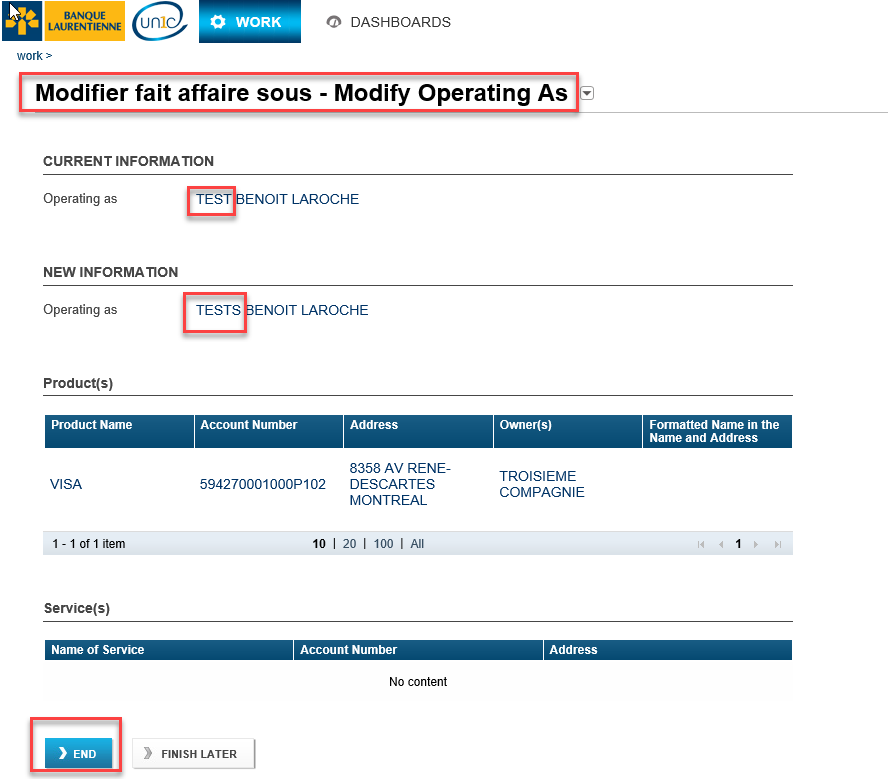 BANQUE
LAURENTIENNE
un1c
WORK
DASHBOARDS
work >
Modifier fait affaire sous - Modify Operating As
CURRENT INFORMATION
Operating as TEST BENOIT LAROCHE
NEW INFORMATION
Operating as TESTS BENOIT LAROCHE
Product(s)
Product Name Account Number Address Owner(s) Formatted Name in the
Name and Address
VISA 594270001000P102 8358 AV RENE-
DESCARTES
MONTREAL
TROISIEME
COMPAGNIE
1 - 1 of 1 item 10 | 20 | 100 | All 1
Service(s)
Name of Service Account Number Address
No content
END FINISH LATER